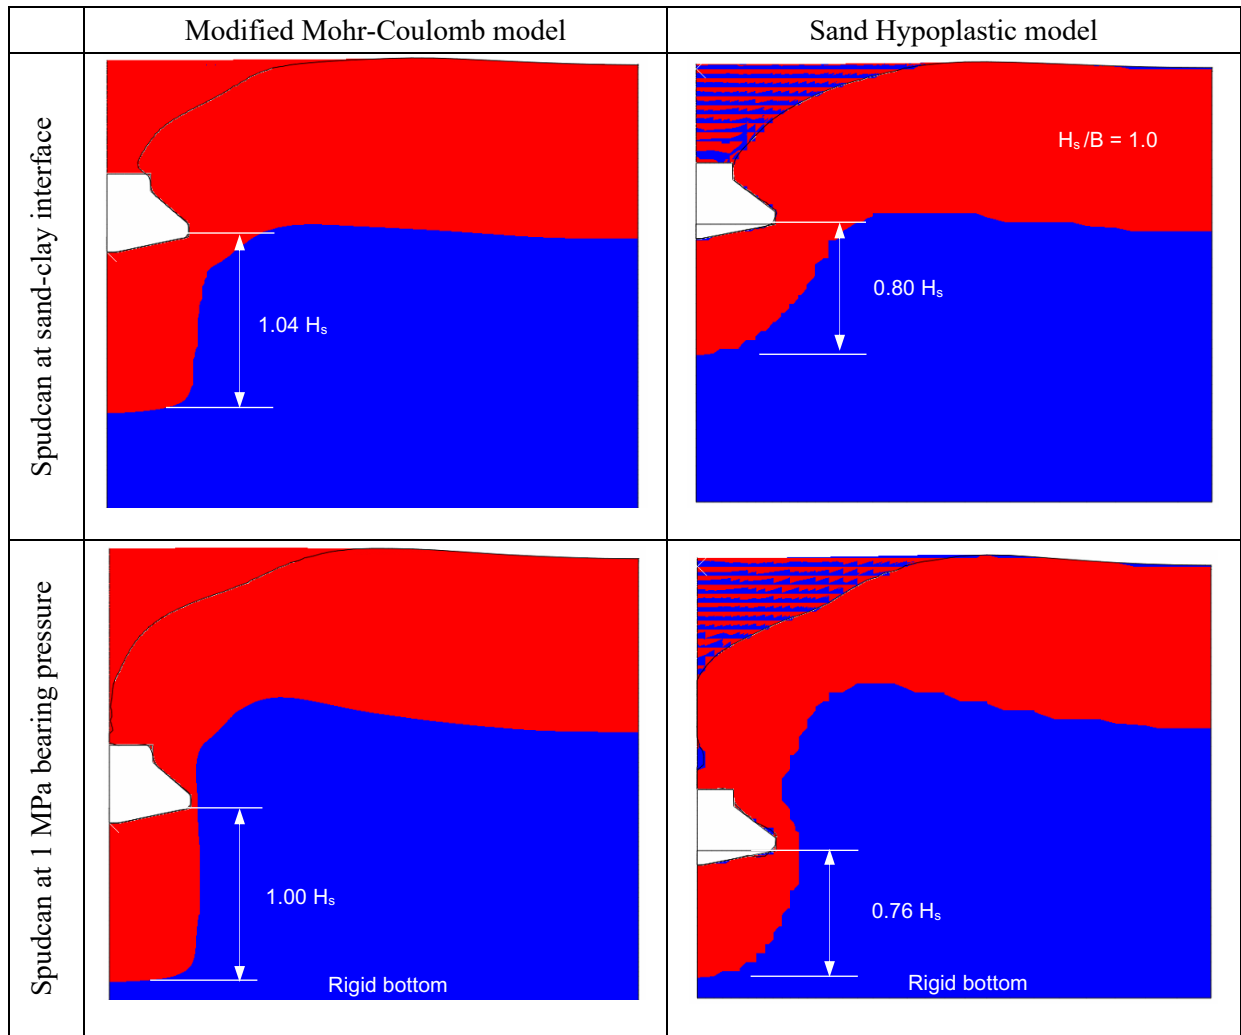 Modified Mohr-Coulomb model
Sand Hypoplastic model
Spudcan at sand-clay interface
1.04 Hs
Hs/B = 1.0
0.80 Hs
Spudcan at 1 MPa bearing pressure
1.00 Hs
Rigid bottom
0.76 Hs
Rigid bottom